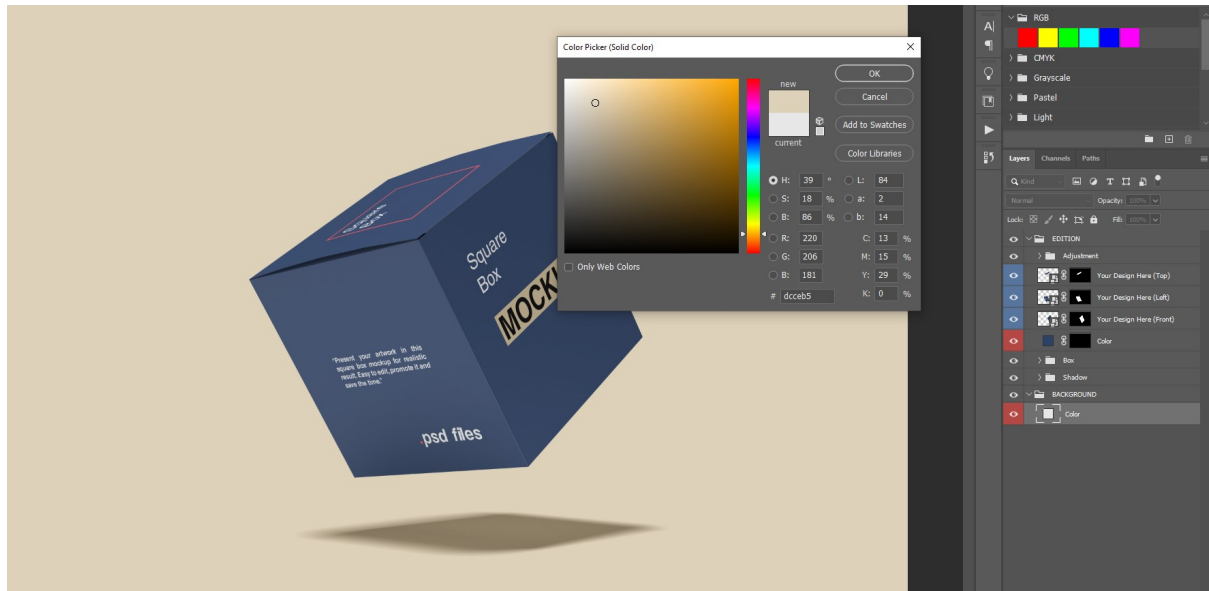 Color Picker (Solid Color)
new
current
OK
Cancel
Add to Swatches
Color Libraries
H: 39 °
S: 18 %
B: 86 %
R: 220
G: 206
B: 181
# dcceb5
L: 84
a: 2
b: 14
C: 13 %
M: 15 %
Y: 29 %
K: 0 %
Only Web Colors
Square
Box
MOCK
"Present your artwork in this
square box mockup for realistic
result. Easy to edit, promote it and
save the time."
.psd files
RGB
CMYK
Grayscale
Pastel
Light
Layers Channels Paths
Kind
Normal Opacity: 100%
Lock: Fill: 100%
EDITION
Adjustment
Your Design Here (Top)
Your Design Here (Left)
Your Design Here (Front)
Color
Box
Shadow
BACKGROUND
Color